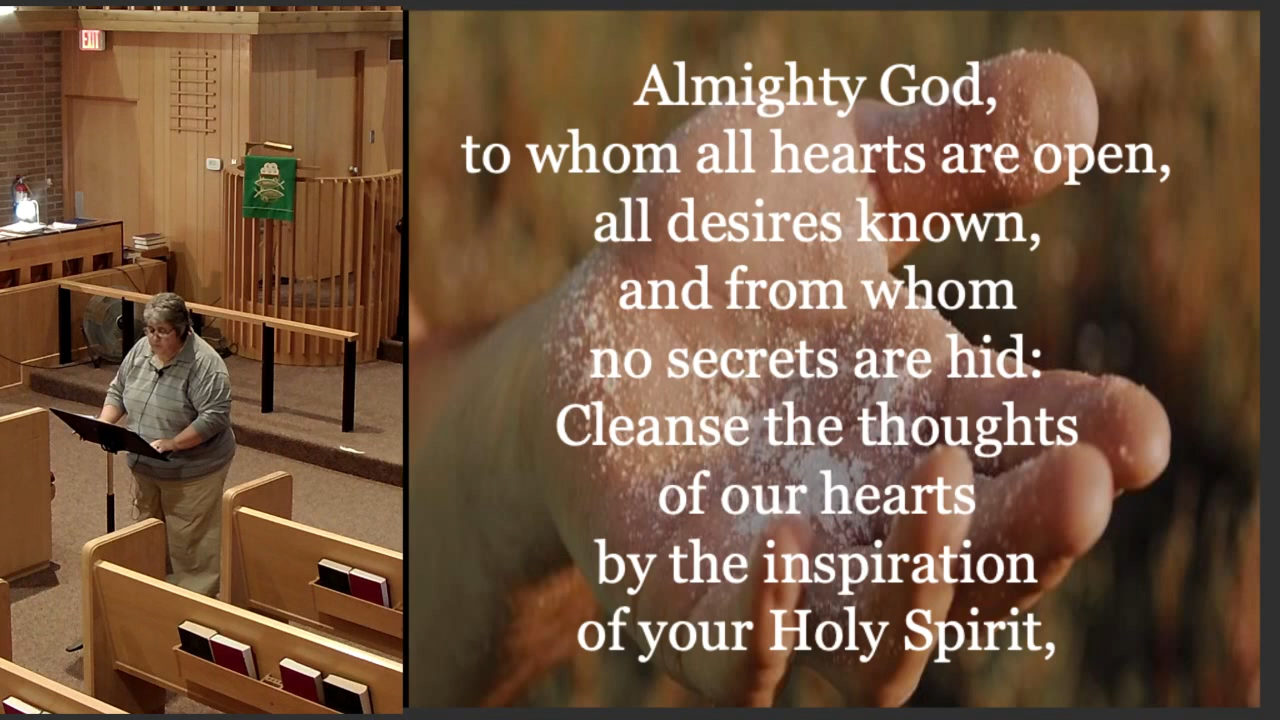 EXIT
Almighty God,
to whom all hearts are open,
all desires known,
and from whom
no secrets are hid:
Cleanse the thoughts
of our hearts
by the inspiration
of your Holy Spirit,